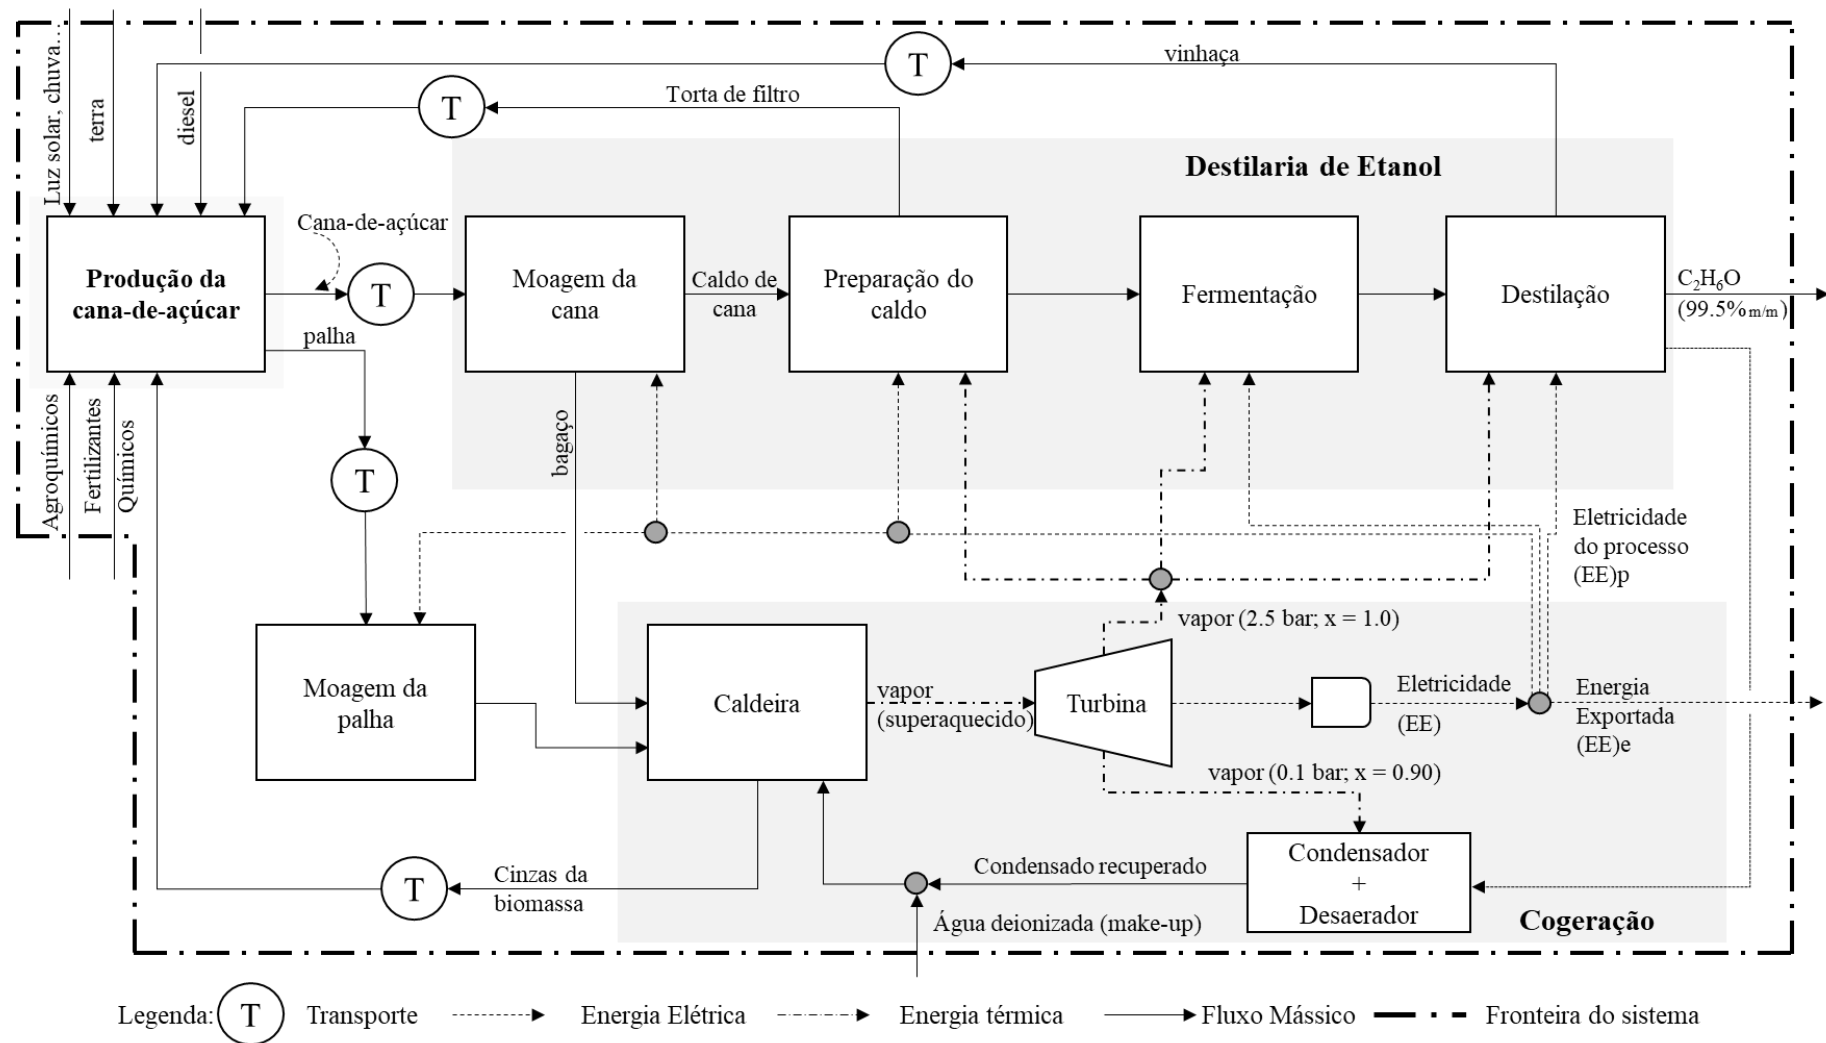 Luz solar, chuva...
terra
diesel
T
vinhaça
T
Torta de filtro
Destilaria de Etanol
Produção da
cana-de-açúcar
Cana-de-açúcar
T
Moagem da
cana
Caldo de
cana
Preparação do
caldo
Fermentação
Destilação
C₂H₆O
(99.5% m/m)
palha
T
bagaço
Agroquímicos
Fertilizantes
Químicos
Eletricidade
do processo
(EE)p
Moagem da
palha
Caldeira
vapor
(superaquecido)
vapor (2.5 bar; x = 1.0)
Turbina
Eletricidade
(EE)
Energia
Exportada
(EE)e
vapor (0.1 bar; x = 0.90)
T
Cinzas da
biomassa
Condensado recuperado
Água deionizada (make-up)
Condensador
+
Desaerador
Cogeração
Legenda: T Transporte Energia Elétrica Energia térmica Fluxo Mássico Fronteira do sistema